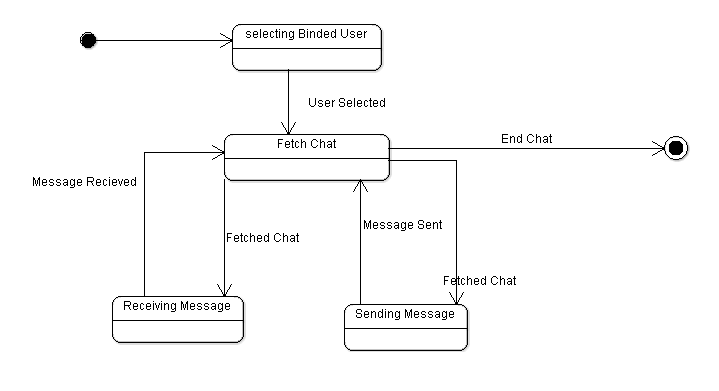 selecting Binded User
User Selected
Fetch Chat
End Chat
Message Recieved
Message Sent
Fetched Chat
Fetched Chat
Receiving Message
Sending Message